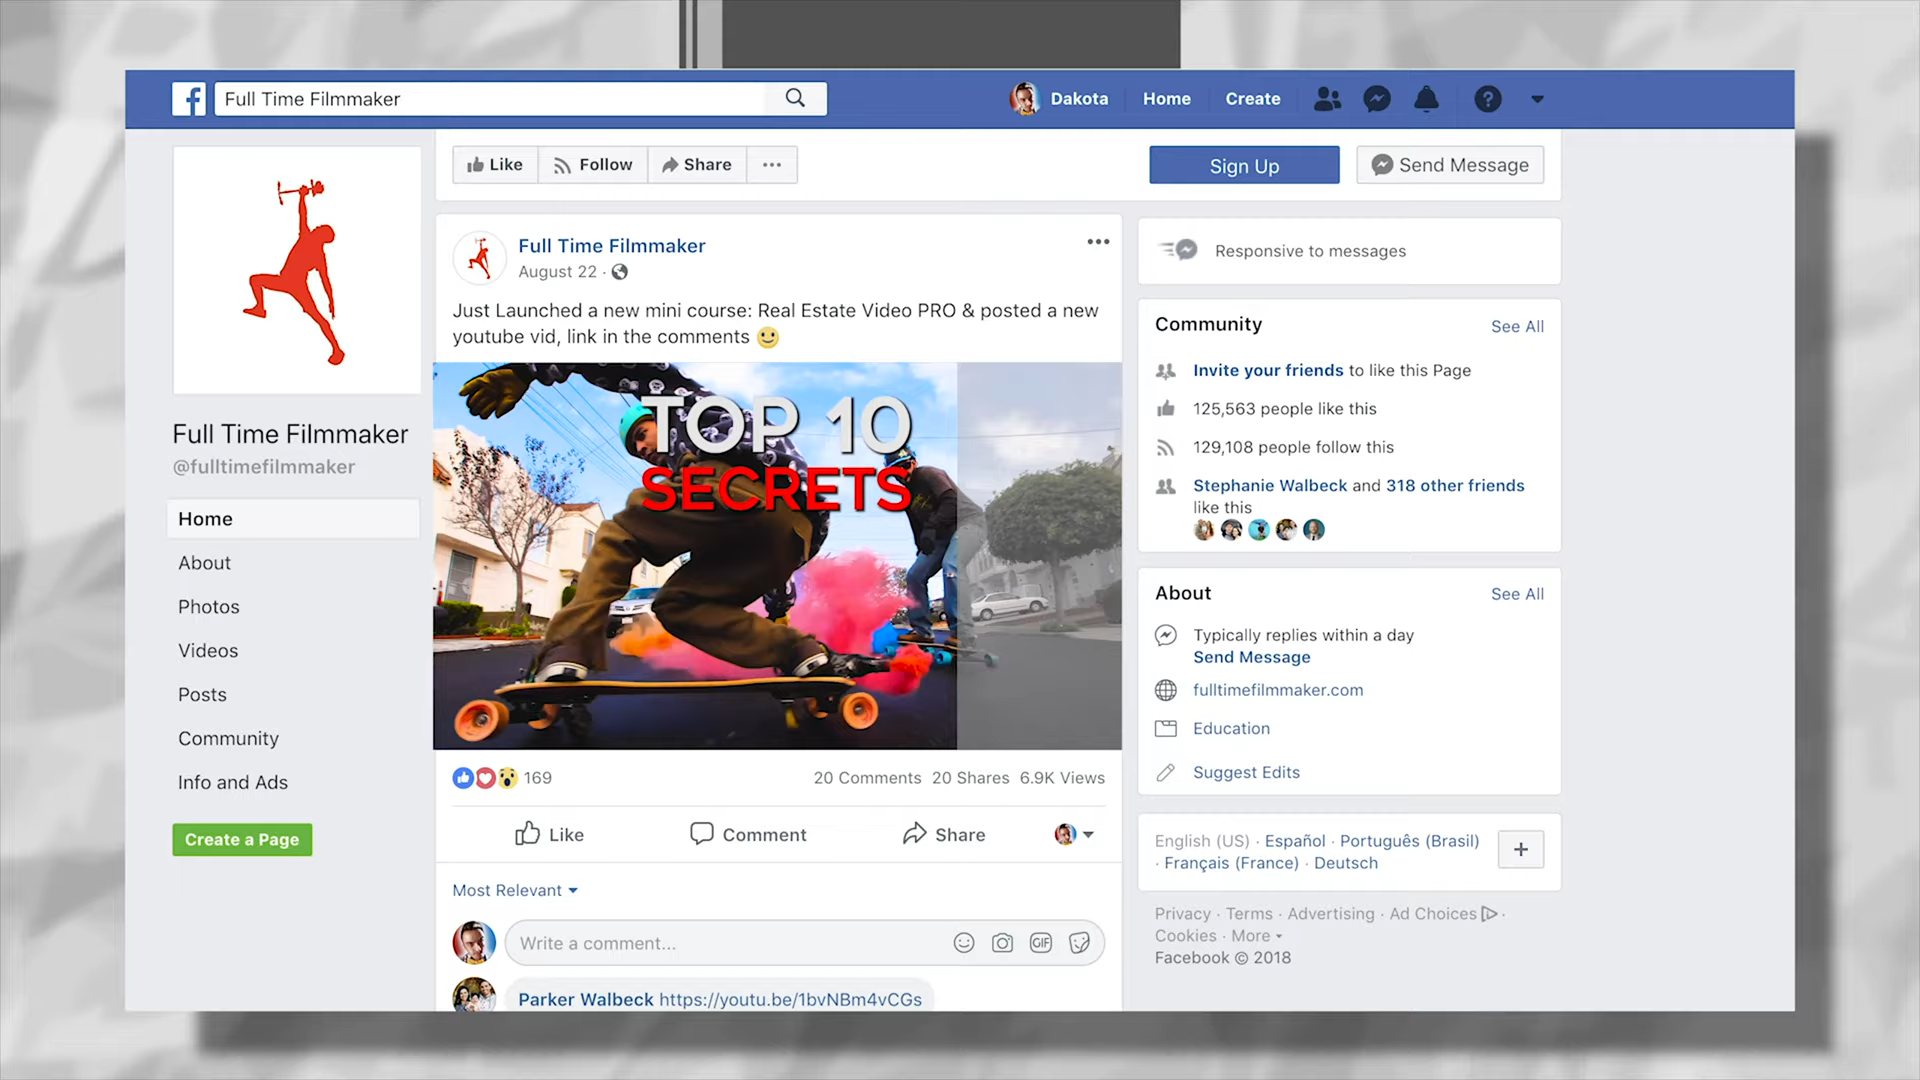 Full Time Filmmaker
Dakota
Home
Create
Like
Follow
Share
Sign Up
Send Message
Full Time Filmmaker
@fulltimefilmmaker
Home
About
Photos
Videos
Posts
Community
Info and Ads
Create a Page
Full Time Filmmaker
August 22 ·
Just Launched a new mini course: Real Estate Video PRO & posted a new
youtube vid, link in the comments
TOP 10
SECRETS
169
20 Comments 20 Shares 6.9K Views
Like
Comment
Share
Most Relevant
Write a comment...
GIF
Parker Walbeck https://youtu.be/1bvNBm4vCGs
Responsive to messages
Community
See All
Invite your friends to like this Page
125,563 people like this
129,108 people follow this
Stephanie Walbeck and 318 other friends
like this
About
See All
Typically replies within a day
Send Message
fulltimefilmmaker.com
Education
Suggest Edits
English (US) · Español · Português (Brasil)
· Français (France) · Deutsch
Privacy · Terms · Advertising · Ad Choices ·
Cookies · More
Facebook © 2018